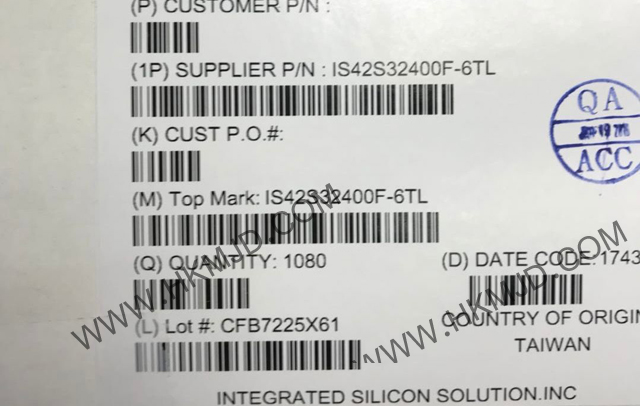 (P) CUSTOMER P/N :
(1P) SUPPLIER P/N : IS42S32400F-6TL
QA
(K) CUST P.O.#:
ACC
(M) Top Mark: IS42S32400F-6TL
(Q) QUANTITY: 1080
(D) DATE CODE:1743
(L) Lot #: CFB7225X61
COUNTRY OF ORIGIN
TAIWAN
INTEGRATED SILICON SOLUTION.INC
WWW.HKMJD.COM
WWW.HKMJD.COM